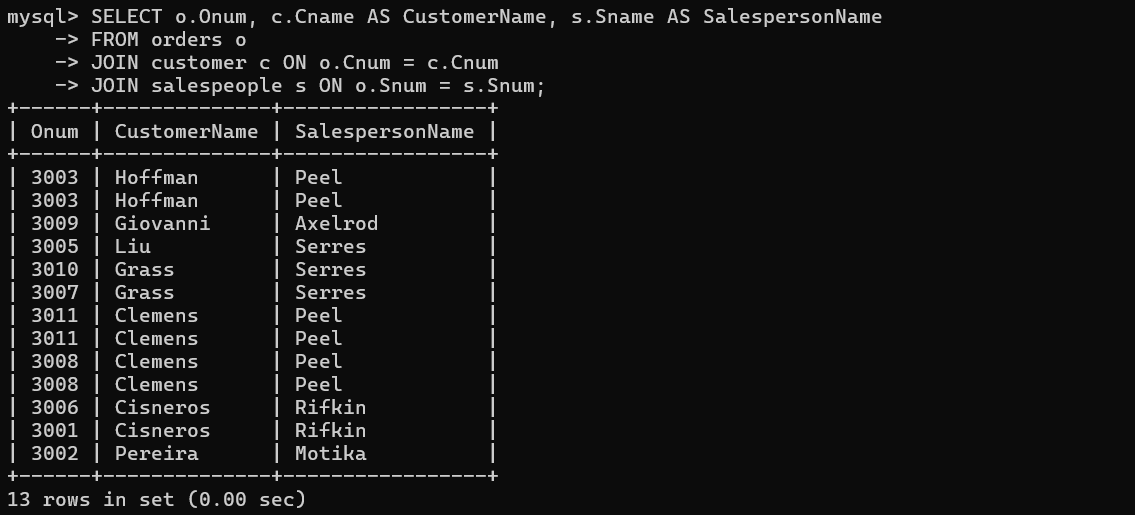 mysql> SELECT o.Onum, c.Cname AS CustomerName, s.Sname AS SalespersonName
    -> FROM orders o
    -> JOIN customer c ON o.Cnum = c.Cnum
    -> JOIN salespeople s ON o.Snum = s.Snum;
+------+--------------+-----------------+
| Onum | CustomerName | SalespersonName |
+------+--------------+-----------------+
| 3003 | Hoffman      | Peel            |
| 3003 | Hoffman      | Peel            |
| 3009 | Giovanni     | Axelrod         |
| 3005 | Liu          | Serres          |
| 3010 | Grass        | Serres          |
| 3007 | Grass        | Serres          |
| 3011 | Clemens      | Peel            |
| 3011 | Clemens      | Peel            |
| 3008 | Clemens      | Peel            |
| 3008 | Clemens      | Peel            |
| 3006 | Cisneros     | Rifkin          |
| 3001 | Cisneros     | Rifkin          |
| 3002 | Pereira      | Motika          |
+------+--------------+-----------------+
13 rows in set (0.00 sec)